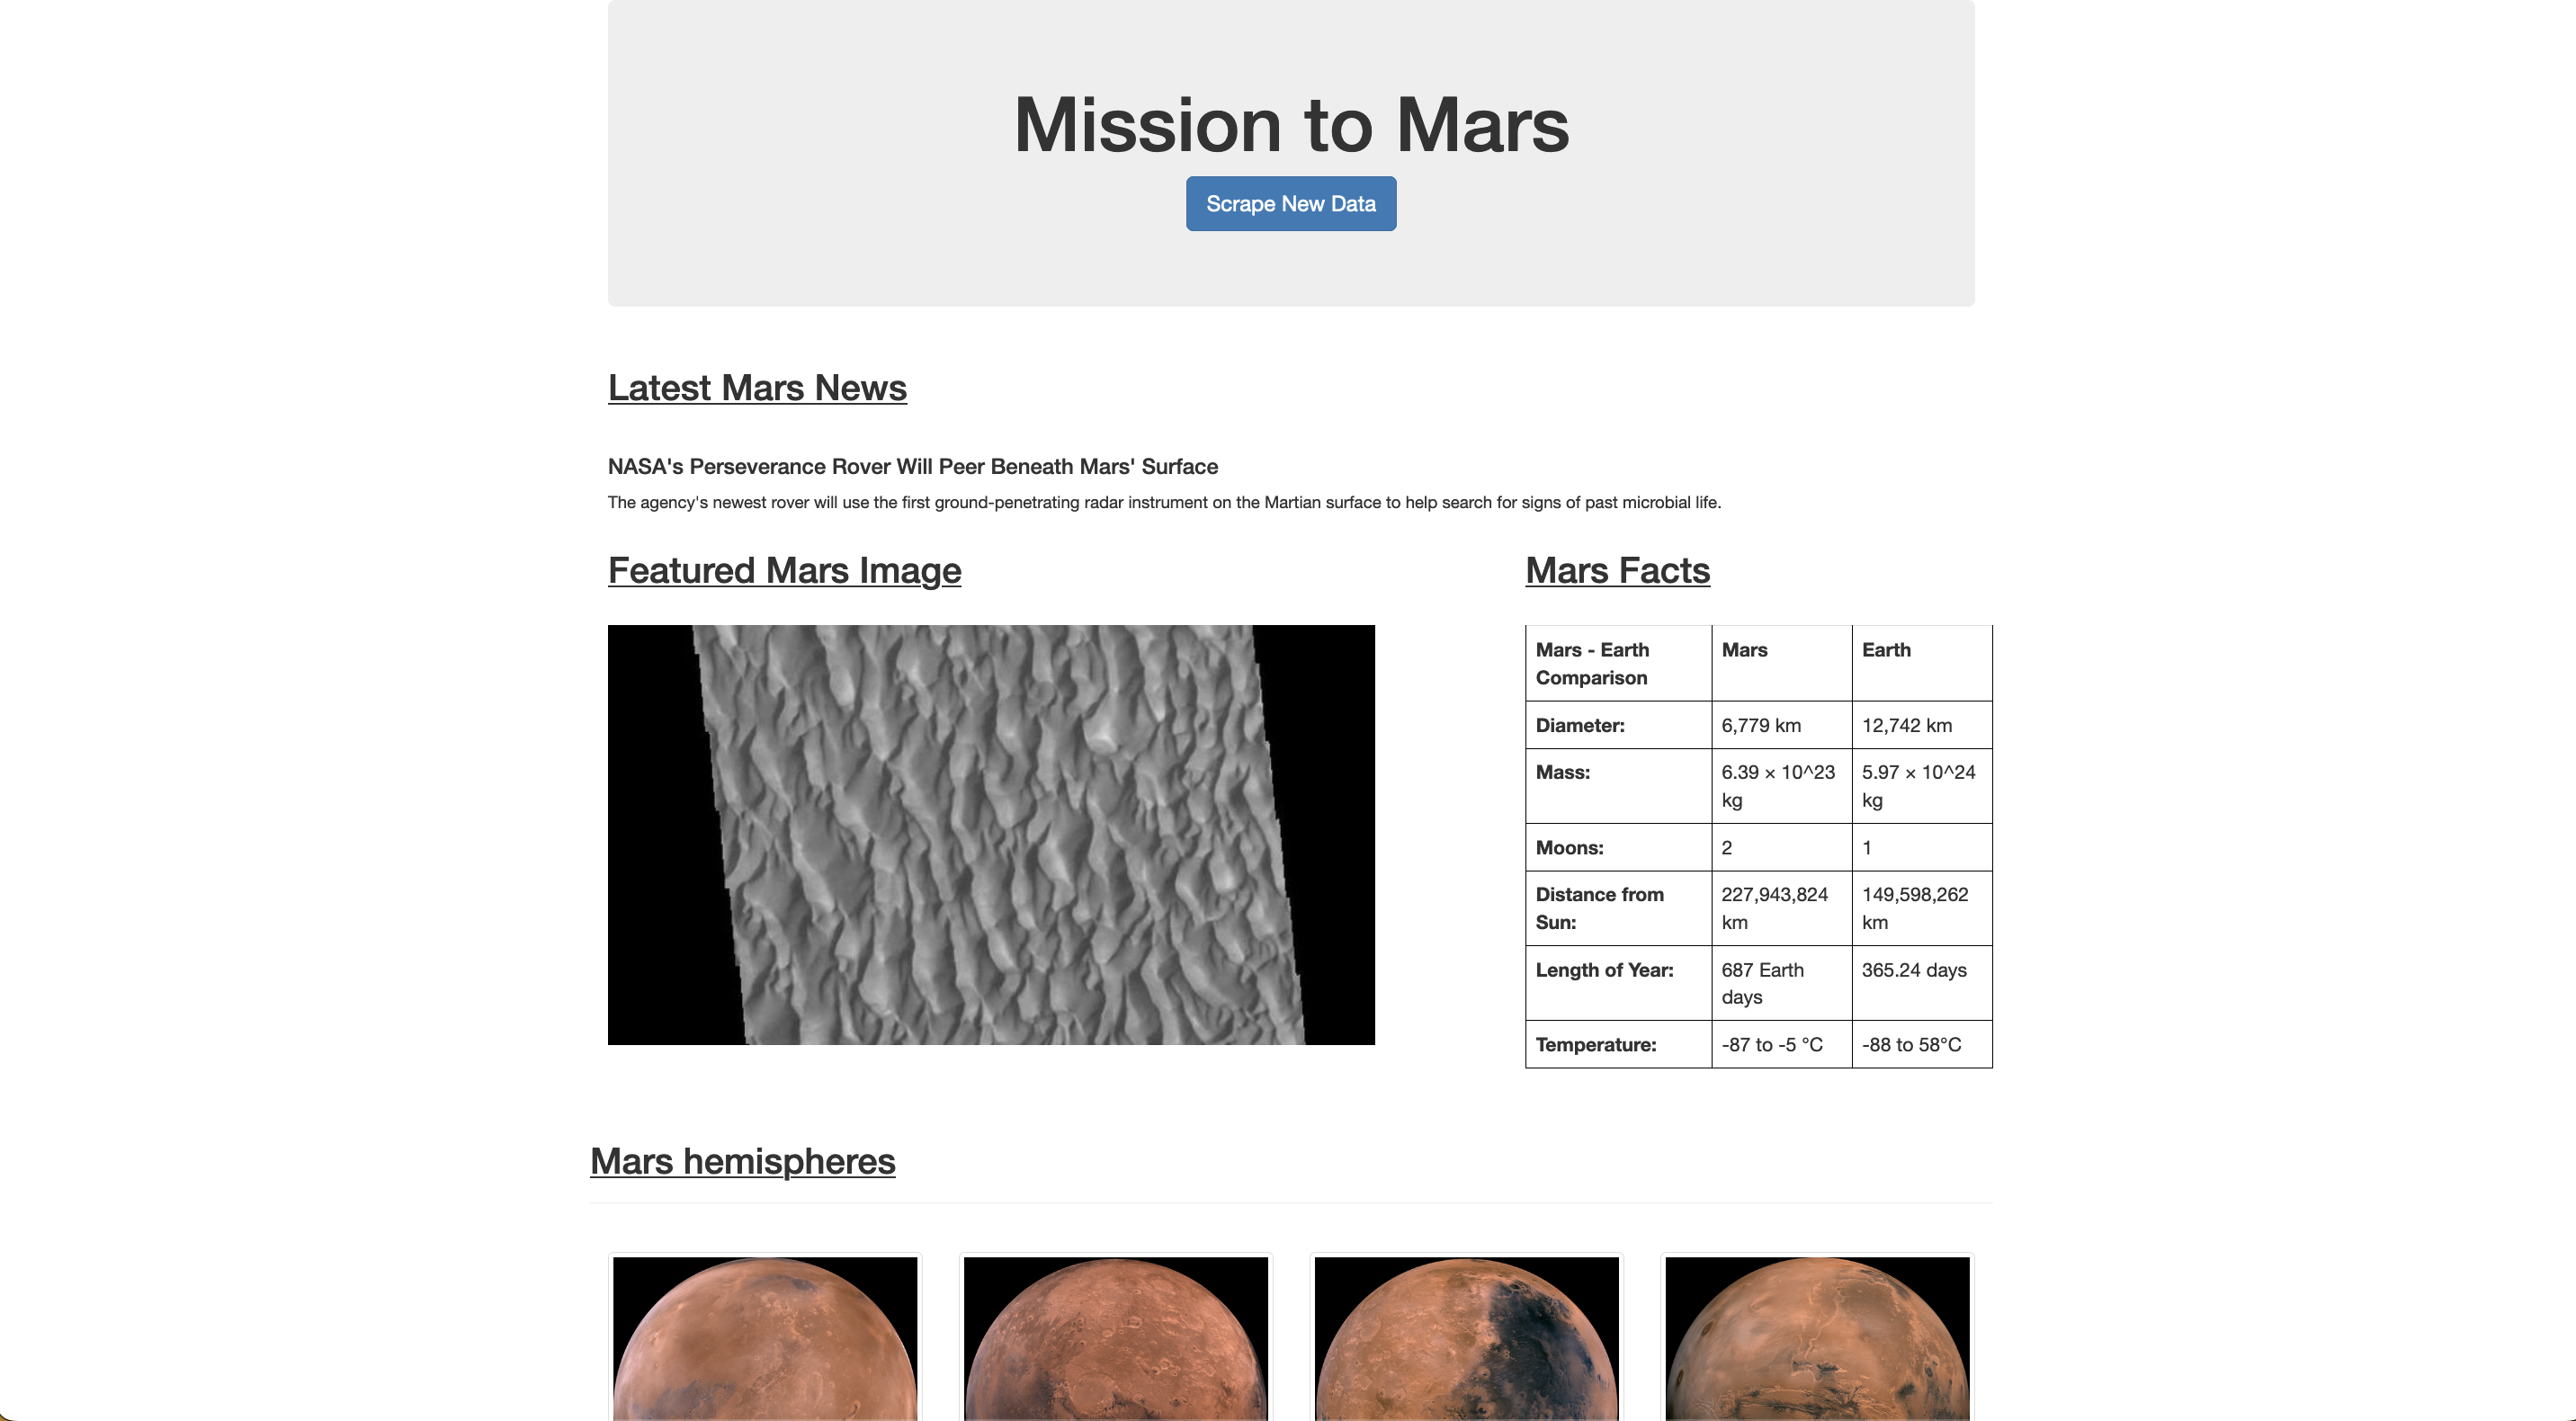 Mission to Mars
Scrape New Data
Latest Mars News
NASA's Perseverance Rover Will Peer Beneath Mars' Surface
The agency's newest rover will use the first ground-penetrating radar instrument on the Martian surface to help search for signs of past microbial life.
Featured Mars Image
Mars Facts
Mars - Earth Comparison Mars Earth
Diameter: 6,779 km 12,742 km
Mass: 6.39 × 10^23 kg 5.97 × 10^24 kg
Moons: 2 1
Distance from Sun: 227,943,824 km 149,598,262 km
Length of Year: 687 Earth days 365.24 days
Temperature: -87 to -5 °C -88 to 58°C
Mars hemispheres